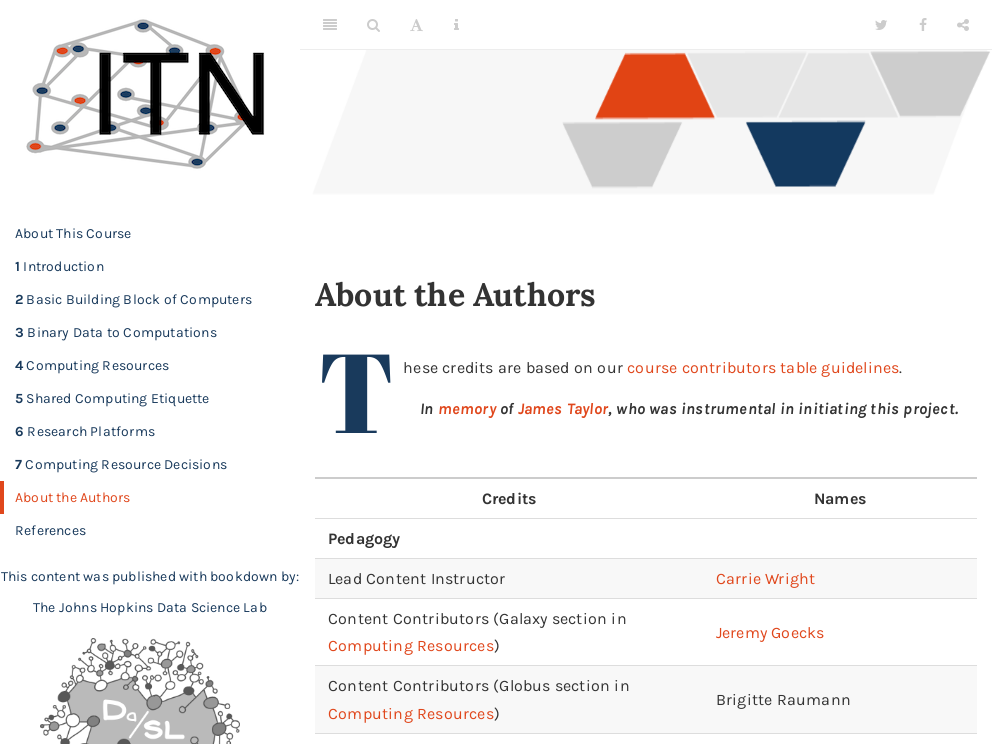 ITN
About This Course
1 Introduction
2 Basic Building Block of Computers
3 Binary Data to Computations
4 Computing Resources
5 Shared Computing Etiquette
6 Research Platforms
7 Computing Resource Decisions
About the Authors
References
This content was published with bookdown by:
The Johns Hopkins Data Science Lab
Da/SL
About the Authors
These credits are based on our course contributors table guidelines.
In memory of James Taylor, who was instrumental in initiating this project.
Credits Names
Pedagogy
Lead Content Instructor Carrie Wright
Content Contributors (Galaxy section in
Computing Resources) Jeremy Goecks
Content Contributors (Globus section in
Computing Resources) Brigitte Raumann